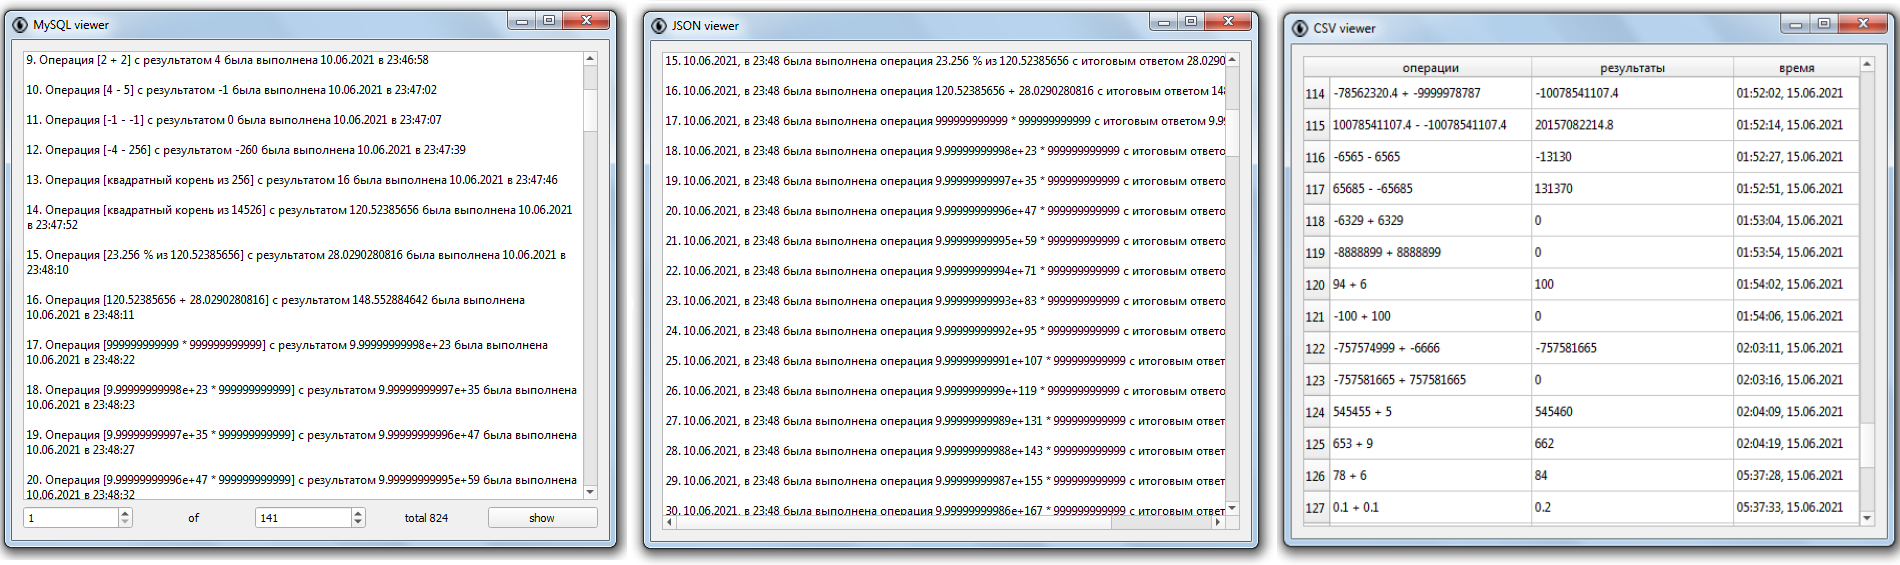 MySQL viewer
9. Операция [2 + 2] с результатом 4 была выполнена 10.06.2021 в 23:46:58
10. Операция [4 - 5] с результатом -1 была выполнена 10.06.2021 в 23:47:02
11. Операция [-1 - -1] с результатом 0 была выполнена 10.06.2021 в 23:47:07
12. Операция [-4 - 256] с результатом -260 была выполнена 10.06.2021 в 23:47:39
13. Операция [квадратный корень из 256] с результатом 16 была выполнена 10.06.2021 в 23:47:46
14. Операция [квадратный корень из 14526] с результатом 120.52385656 была выполнена 10.06.2021
в 23:47:52
15. Операция [23.256 % из 120.52385656] с результатом 28.0290280816 была выполнена 10.06.2021 в
23:48:10
16. Операция [120.52385656 + 28.0290280816] с результатом 148.552884642 была выполнена
10.06.2021 в 23:48:11
17. Операция [999999999999 * 999999999999] с результатом 9.99999999998e+23 была выполнена
10.06.2021 в 23:48:22
18. Операция [9.99999999998e+23 * 999999999999] с результатом 9.99999999997e+35 была выполнена
10.06.2021 в 23:48:23
19. Операция [9.99999999997e+35 * 999999999999] с результатом 9.99999999996e+47 была выполнена
10.06.2021 в 23:48:27
20. Операция [9.99999999996e+47 * 999999999999] с результатом 9.99999999995e+59 была выполнена
10.06.2021 в 23:48:32
1 of 141 total 824 show
JSON viewer
15. 10.06.2021, в 23:48 была выполнена операция 23.256 % из 120.52385656 с итоговым ответом 28.0290
16. 10.06.2021, в 23:48 была выполнена операция 120.52385656 + 28.0290280816 с итоговым ответом 148
17. 10.06.2021, в 23:48 была выполнена операция 999999999999 * 999999999999 с итоговым ответом 9.99
18. 10.06.2021, в 23:48 была выполнена операция 9.99999999998e+23 * 999999999999 с итоговым ответо
19. 10.06.2021, в 23:48 была выполнена операция 9.99999999997e+35 * 999999999999 с итоговым ответо
20. 10.06.2021, в 23:48 была выполнена операция 9.99999999996e+47 * 999999999999 с итоговым ответо
21. 10.06.2021, в 23:48 была выполнена операция 9.99999999995e+59 * 999999999999 с итоговым ответо
22. 10.06.2021, в 23:48 была выполнена операция 9.99999999994e+71 * 999999999999 с итоговым ответо
23. 10.06.2021, в 23:48 была выполнена операция 9.99999999993e+83 * 999999999999 с итоговым ответо
24. 10.06.2021, в 23:48 была выполнена операция 9.99999999992e+95 * 999999999999 с итоговым ответо
25. 10.06.2021, в 23:48 была выполнена операция 9.99999999991e+107 * 999999999999 с итоговым ответ
26. 10.06.2021, в 23:48 была выполнена операция 9.9999999999e+119 * 999999999999 с итоговым ответо
27. 10.06.2021, в 23:48 была выполнена операция 9.99999999989e+131 * 999999999999 с итоговым ответ
28. 10.06.2021, в 23:48 была выполнена операция 9.99999999988e+143 * 999999999999 с итоговым ответ
29. 10.06.2021, в 23:48 была выполнена операция 9.99999999987e+155 * 999999999999 с итоговым ответ
30. 10.06.2021, в 23:48 была выполнена операция 9.99999999986e+167 * 999999999999 с итоговым ответ
CSV viewer
операции результаты время
114 -78562320.4 + -9999978787 -10078541107.4 01:52:02, 15.06.2021
115 10078541107.4 - -10078541107.4 20157082214.8 01:52:14, 15.06.2021
116 -6565 - 6565 -13130 01:52:27, 15.06.2021
117 65685 - -65685 131370 01:52:51, 15.06.2021
118 -6329 + 6329 0 01:53:04, 15.06.2021
119 -8888899 + 8888899 0 01:53:54, 15.06.2021
120 94 + 6 100 01:54:02, 15.06.2021
121 -100 + 100 0 01:54:06, 15.06.2021
122 -757574999 + -6666 -757581665 02:03:11, 15.06.2021
123 -757581665 + 757581665 0 02:03:16, 15.06.2021
124 545455 + 5 545460 02:04:09, 15.06.2021
125 653 + 9 662 02:04:19, 15.06.2021
126 78 + 6 84 05:37:28, 15.06.2021
127 0.1 + 0.1 0.2 05:37:33, 15.06.2021